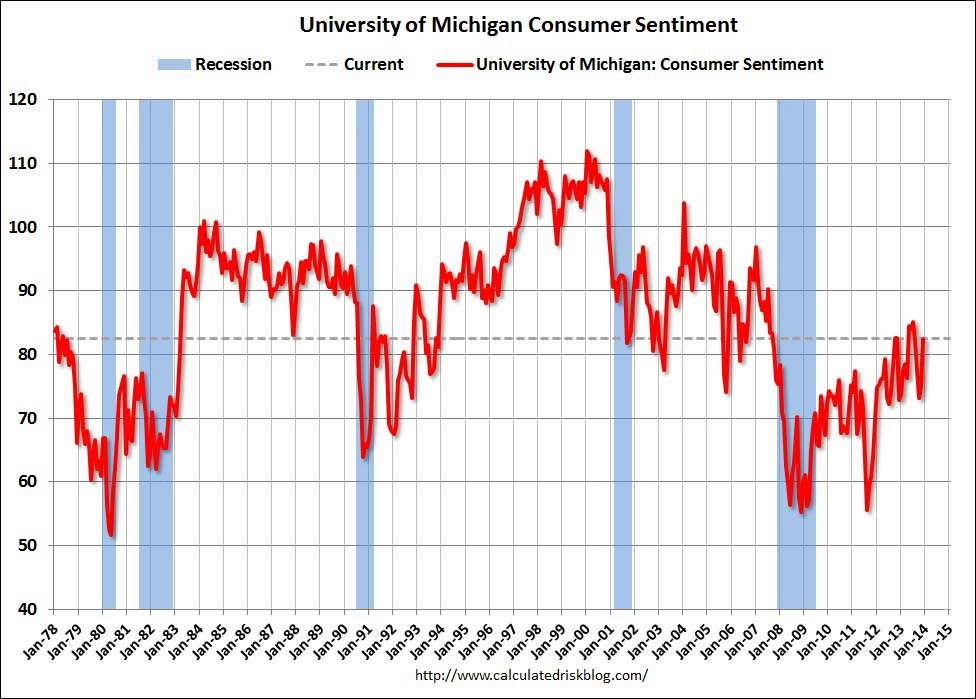 University of Michigan Consumer Sentiment
Recession Current University of Michigan: Consumer Sentiment
120
110
100
90
80
70
60
50
40
Jan-78 Jan-79 Jan-80 Jan-81 Jan-82 Jan-83 Jan-84 Jan-85 Jan-86 Jan-87 Jan-88 Jan-89 Jan-90 Jan-91 Jan-92 Jan-93 Jan-94 Jan-95 Jan-96 Jan-97 Jan-98 Jan-99 Jan-00 Jan-01 Jan-02 Jan-03 Jan-04 Jan-05 Jan-06 Jan-07 Jan-08 Jan-09 Jan-10 Jan-11 Jan-12 Jan-13 Jan-14 Jan-15
http://www.calculatedriskblog.com/